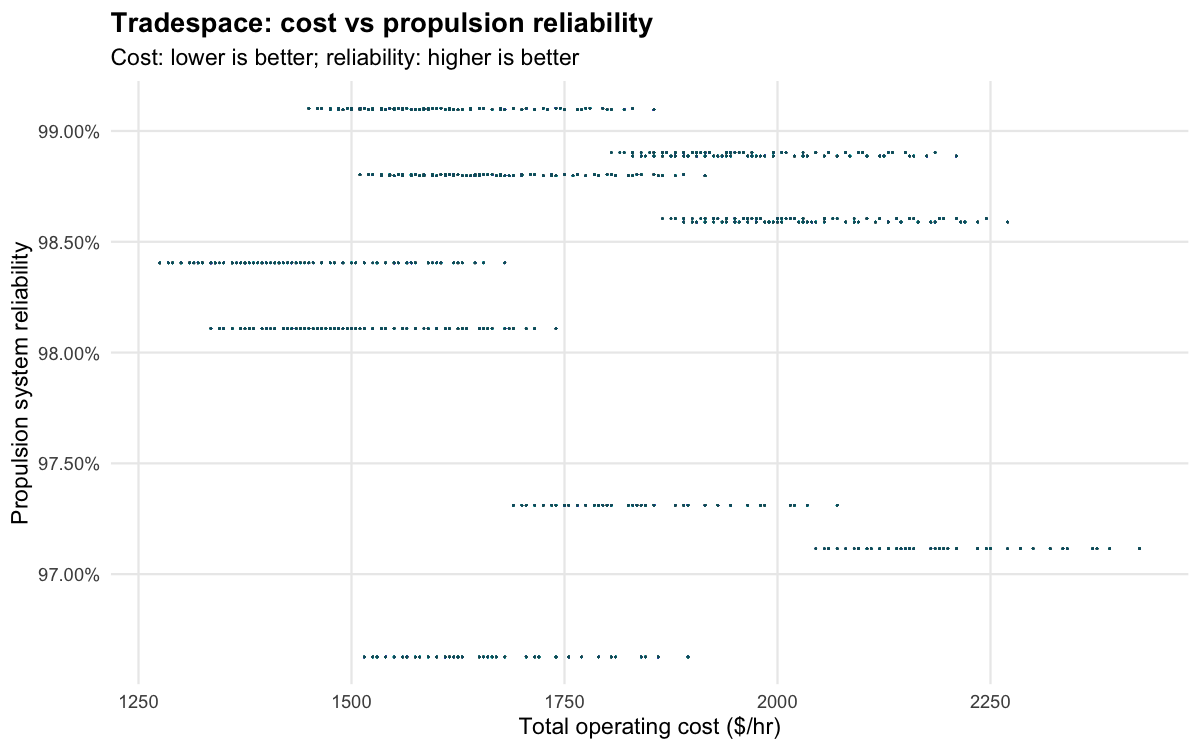 Tradespace: cost vs propulsion reliability
Cost: lower is better; reliability: higher is better
Propulsion system reliability
99.00%
98.50%
98.00%
97.50%
97.00%
1250 1500 1750 2000 2250
Total operating cost ($/hr)